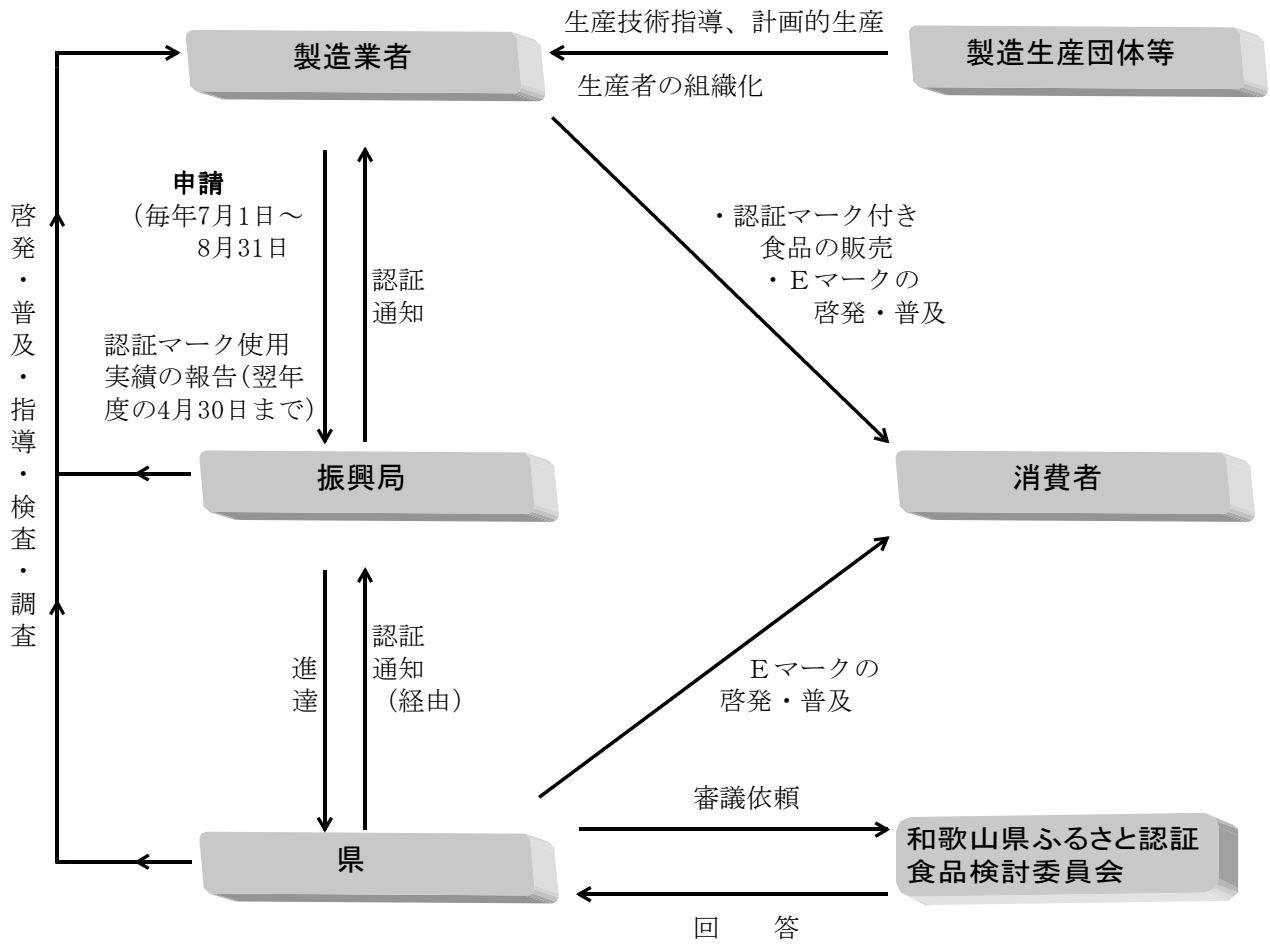 生産技術指導、計画的生産
製造業者
製造生産団体等
生産者の組織化
申請
(毎年7月1日～
8月31日
・認証マーク付き
食品の販売
・Ｅマークの
啓発・普及
認証
通知
認証マーク使用
実績の報告(翌年
度の4月30日まで)
啓発・普及・指導・検査・調査
振興局
消費者
進達
認証
通知
(経由)
Ｅマークの
啓発・普及
審議依頼
県
和歌山県ふるさと認証
食品検討委員会
回　　答